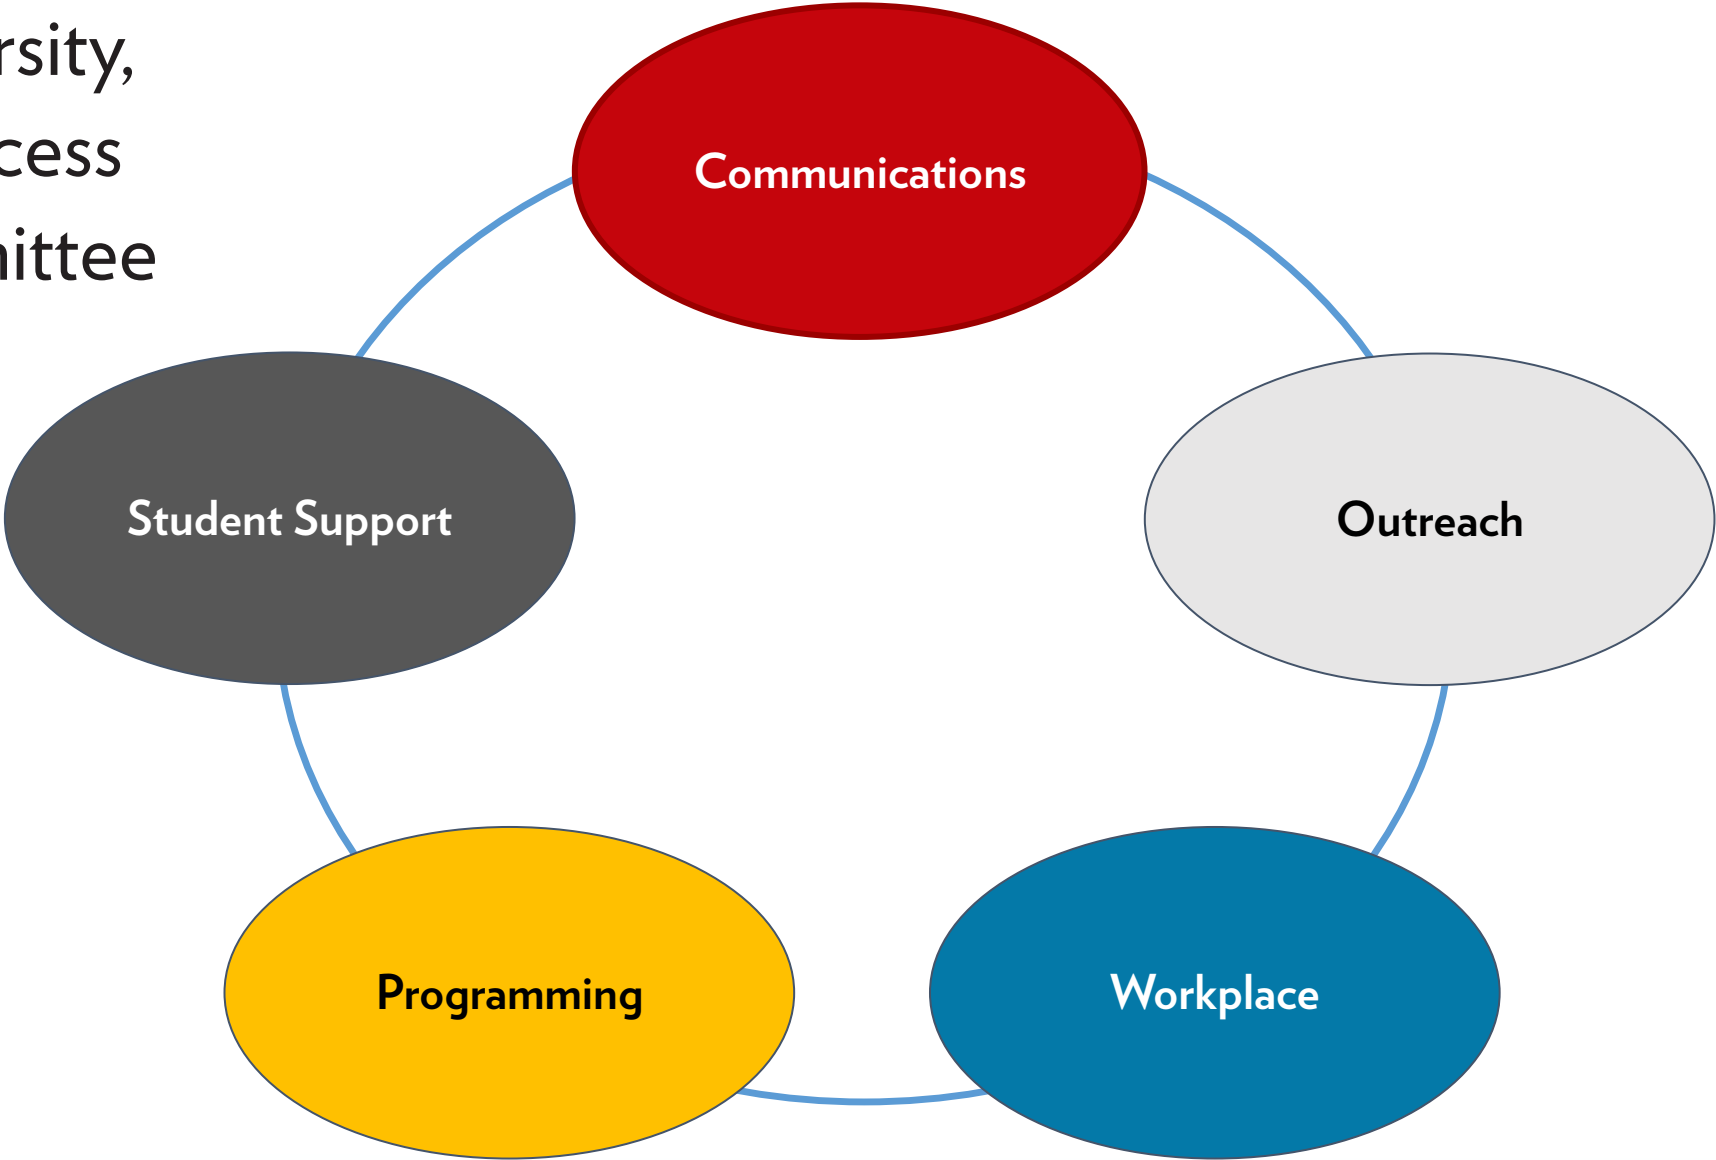 rsity,
cess
ittee
Communications
Student Support
Outreach
Programming
Workplace